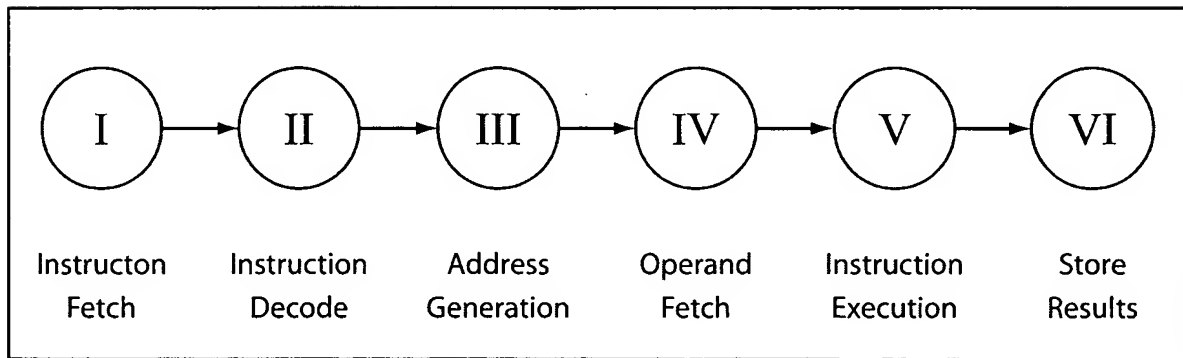 I II III IV V VI
Instructon Instruction Address Operand Instruction Store
Fetch Decode Generation Fetch Execution Results